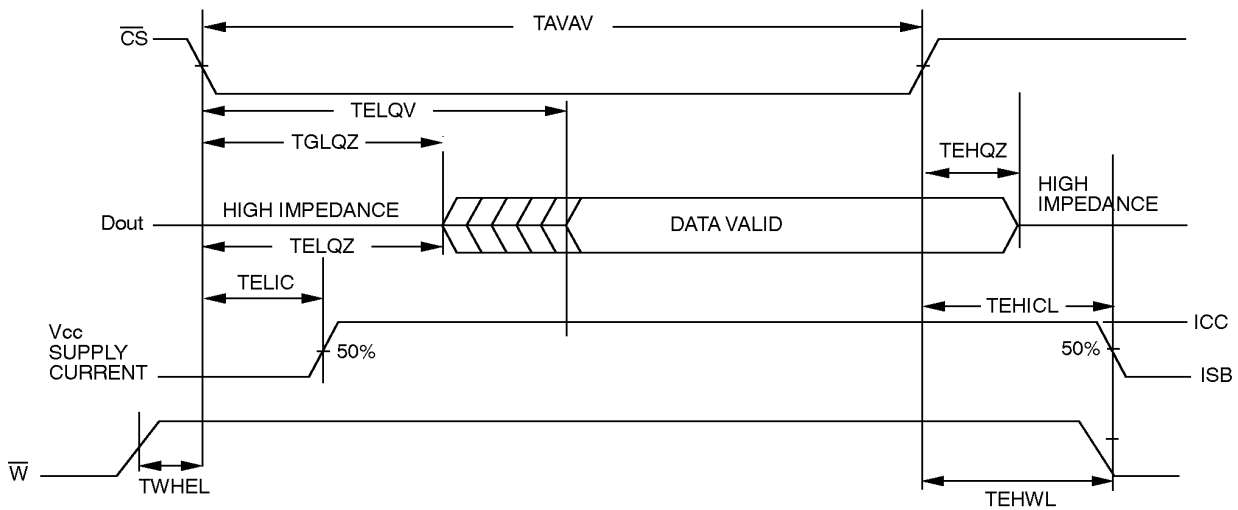 TAVAV
C̅S̅
TELQV
TGLQZ
TEHQZ
HIGH
IMPEDANCE
Dout
HIGH IMPEDANCE
DATA VALID
TELQZ
TELIC
TEHICL
Vcc
SUPPLY
CURRENT
50%
50%
ICC
ISB
W̅
TWHEL
TEHWL